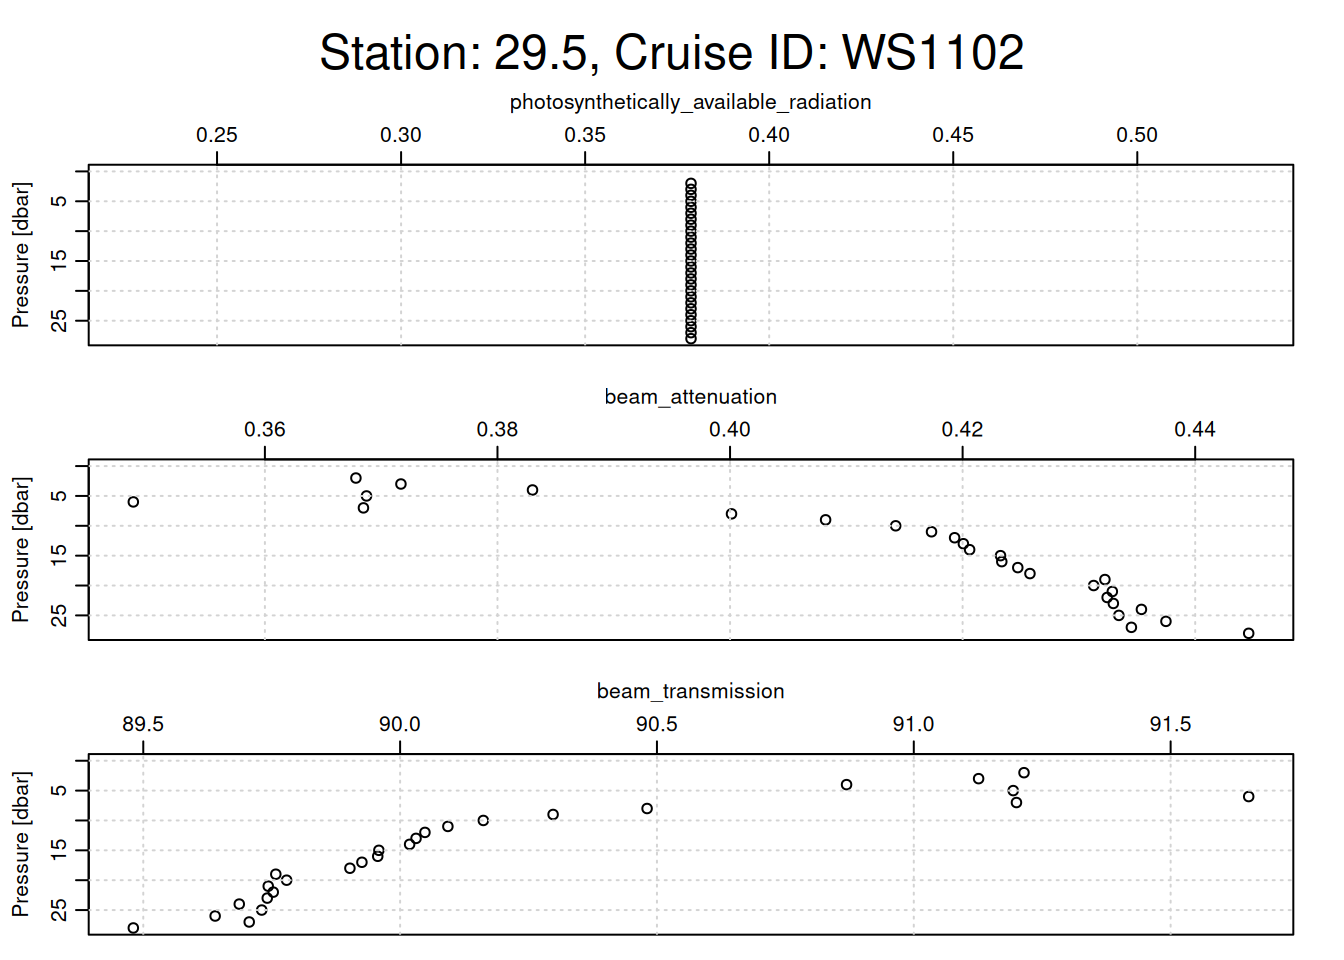 Station: 29.5, Cruise ID: WS1102
photosynthetically_available_radiation
0.25 0.30 0.35 0.40 0.45 0.50
Pressure [dbar]
5
15
25
beam_attenuation
0.36 0.38 0.40 0.42 0.44
Pressure [dbar]
5
15
25
beam_transmission
89.5 90.0 90.5 91.0 91.5
Pressure [dbar]
5
15
25